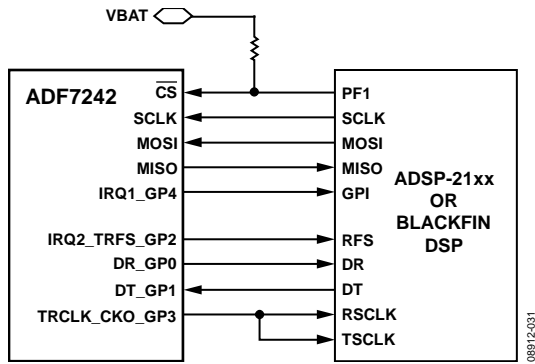 VBAT
ADF7242
CS
SCLK
MOSI
MISO
IRQ1_GP4
IRQ2_TRFS_GP2
DR_GP0
DT_GP1
TRCLK_CKO_GP3
PF1
SCLK
MOSI
MISO
GPI
RFS
DR
DT
RSCLK
TSCLK
ADSP-21xx
OR
BLACKFIN
DSP
08912-031